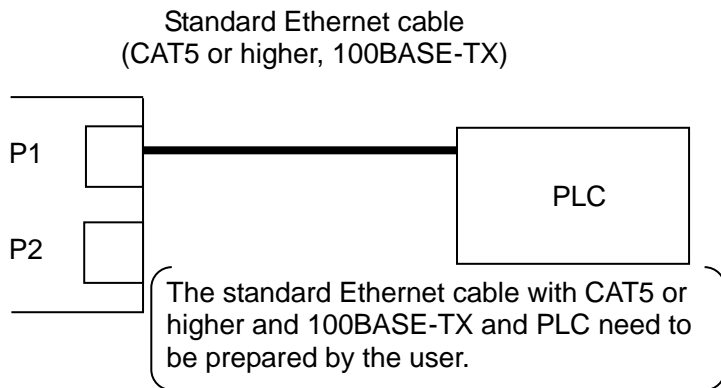 Standard Ethernet cable
(CAT5 or higher, 100BASE-TX)
P1
PLC
P2
The standard Ethernet cable with CAT5 or
higher and 100BASE-TX and PLC need to
be prepared by the user.